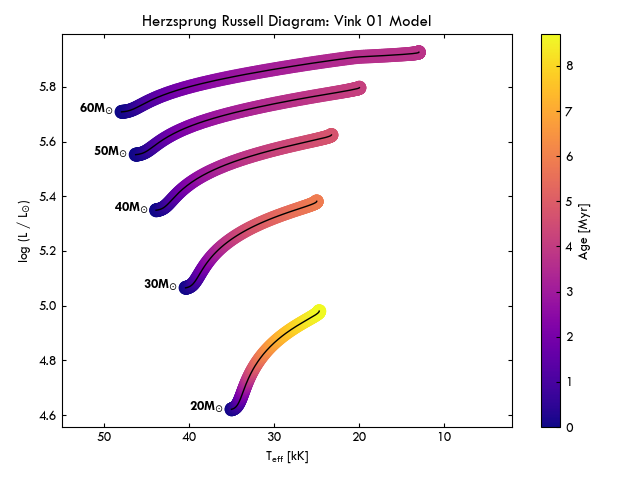 Herzsprung Russell Diagram: Vink 01 Model
log (L / L☉)
5.8
5.6
5.4
5.2
5.0
4.8
4.6
60M☉
50M☉
40M☉
30M☉
20M☉
50 40 30 20 10
T_eff [kK]
8
7
6
5
4
3
2
1
0
Age [Myr]